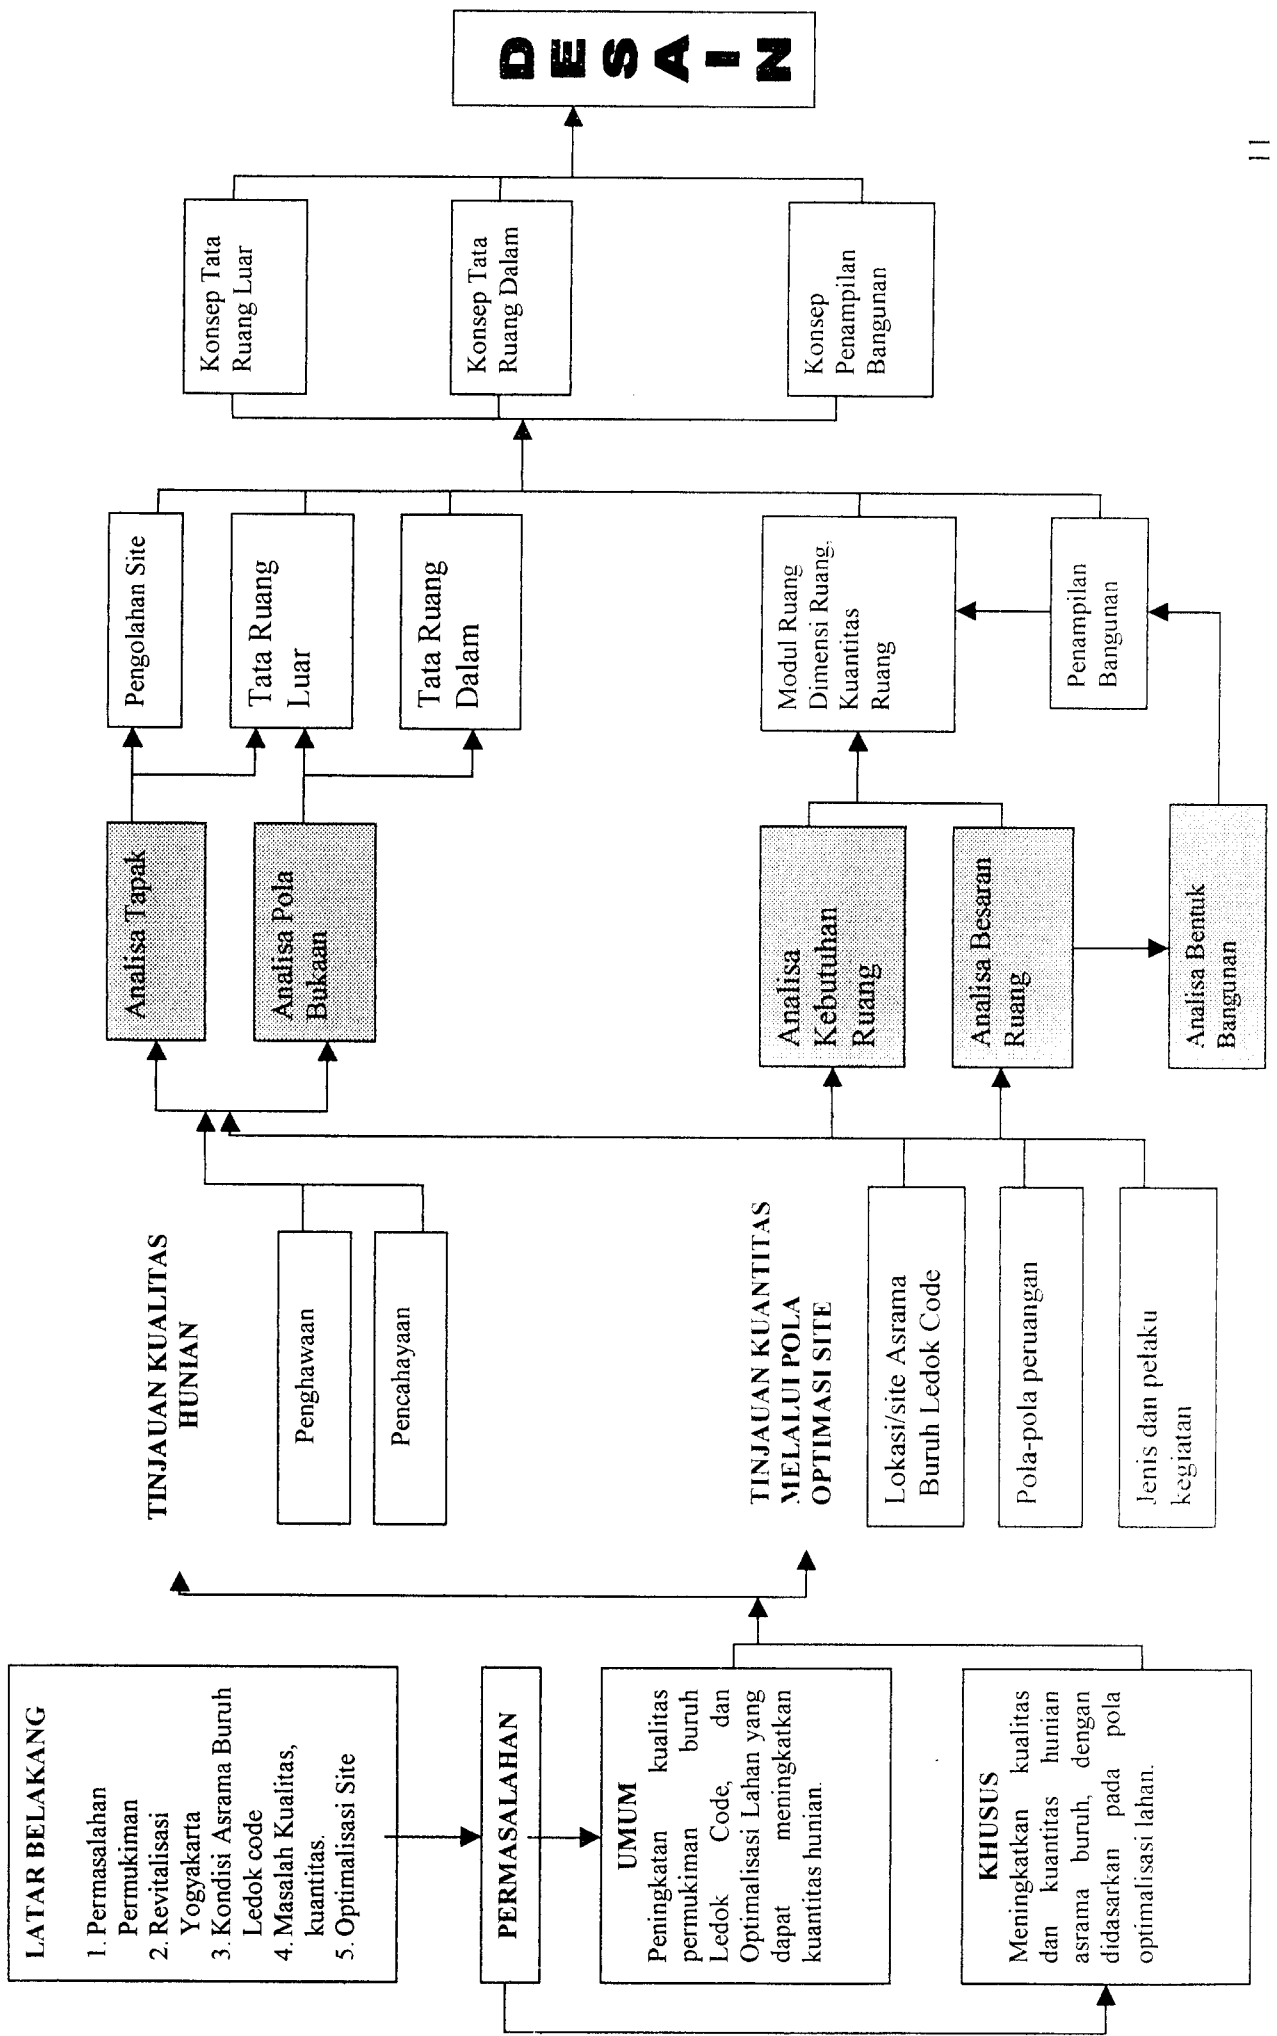 LATAR BELAKANG
1. Permasalahan
Permukiman
2. Revitalisasi
Yogyakarta
3. Kondisi Asrama Buruh
Ledok code
4. Masalah Kualitas,
kuantitas.
5. Optimalisasi Site
PERMASALAHAN
UMUM
Peningkatan kualitas
permukiman buruh
Ledok Code, dan
Optimalisasi Lahan yang
dapat meningkatkan
kuantitas hunian.
KHUSUS
Meningkatkan kualitas
dan kuantitas hunian
asrama buruh, dengan
didasarkan pada pola
optimalisasi lahan.
TINJAUAN KUALITAS
HUNIAN
Penghawaan
Pencahayaan
TINJAUAN KUANTITAS
MELALUI POLA
OPTIMASI SITE
Lokasi/site Asrama
Buruh Ledok Code
Pola-pola peruangan
Jenis dan pelaku
kegiatan
Analisa Tapak
Analisa Pola
Bukaan
Analisa
Kebutuhan
Ruang
Analisa Besaran
Ruang
Analisa Bentuk
Bangunan
Pengolahan Site
Tata Ruang
Luar
Tata Ruang
Dalam
Modul Ruang
Dimensi Ruang,
Kuantitas
Ruang
Penampilan
Bangunan
Konsep Tata
Ruang Luar
Konsep Tata
Ruang Dalam
Konsep
Penampilan
Bangunan
DESAIN
11